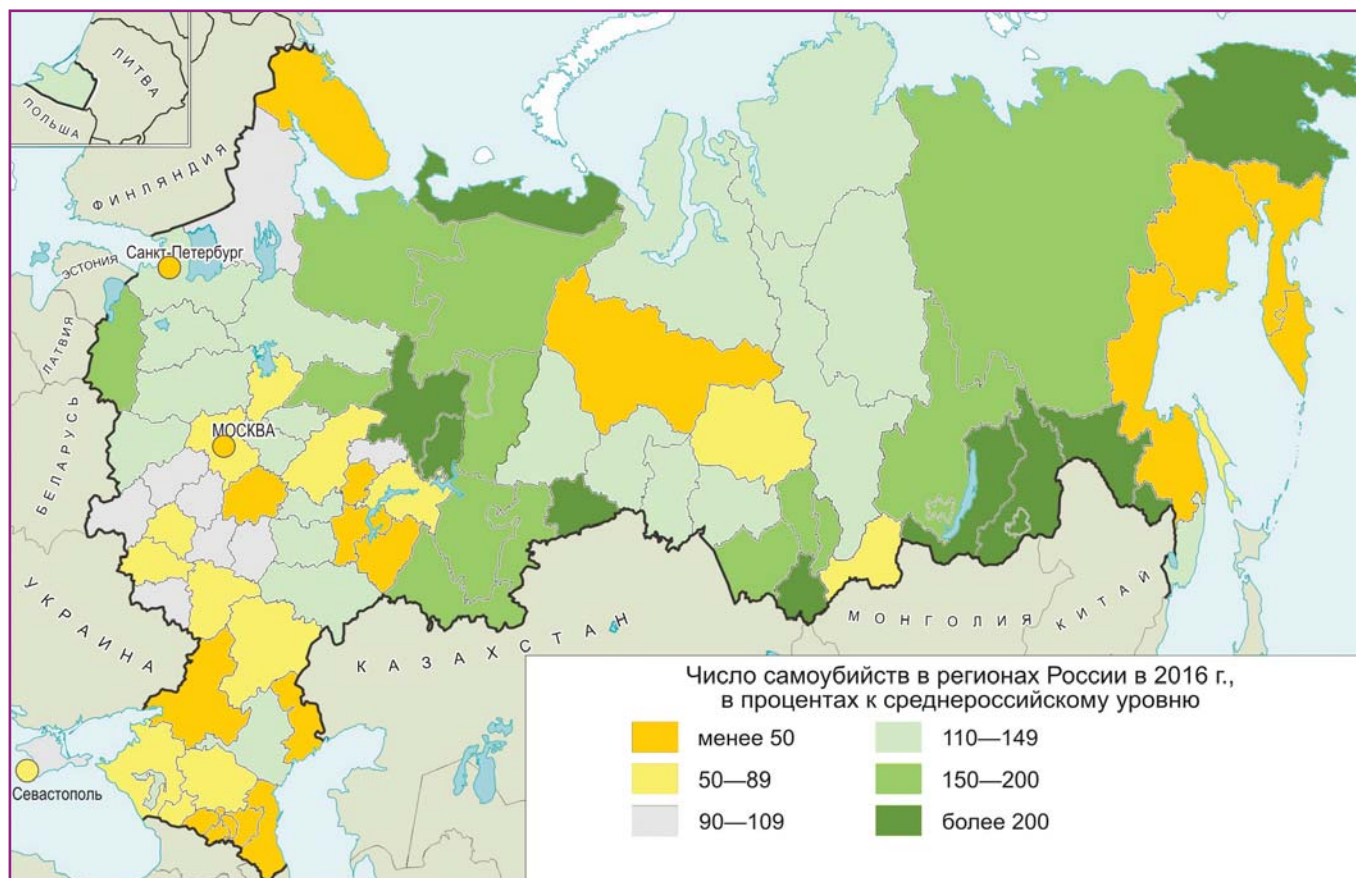 ЛИТВА
ПОЛЬША
ФИНЛЯНДИЯ
Санкт-Петербург
ЭСТОНИЯ
ЛАТВИЯ
БЕЛАРУСЬ
МОСКВА
УКРАИНА
КАЗАХСТАН
МОНГОЛИЯ
КИТАЙ
Севастополь
Число самоубийств в регионах России в 2016 г.,
в процентах к среднероссийскому уровню
менее 50
50—89
90—109
110—149
150—200
более 200